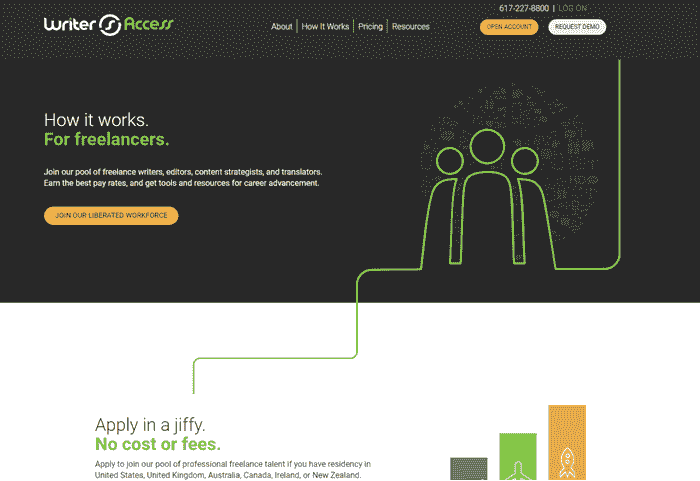 617-227-8800 | LOG ON
Writer Access
About How It Works Pricing Resources
OPEN ACCOUNT REQUEST DEMO
How it works.
For freelancers.
Join our pool of freelance writers, editors, content strategists, and translators.
Earn the best pay rates, and get tools and resources for career advancement.
JOIN OUR LIBERATED WORKFORCE
Apply in a jiffy.
No cost or fees.
Apply to join our pool of professional freelance talent if you have residency in
United States, United Kingdom, Australia, Canada, Ireland, or New Zealand.